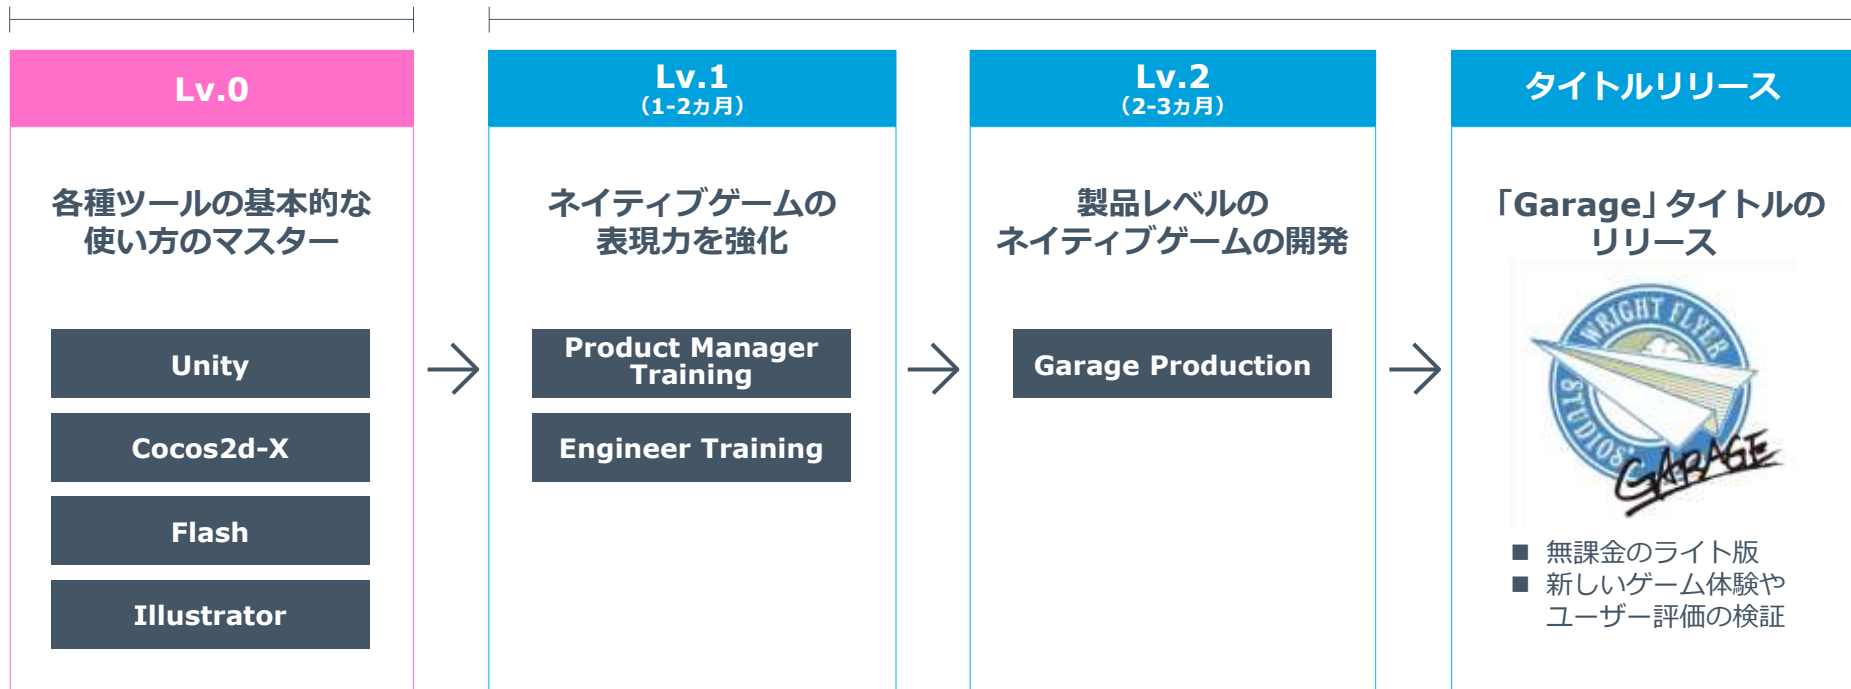 Lv.0
各種ツールの基本的な
使い方のマスター
Unity
Cocos2d-X
Flash
Illustrator
Lv.1
（1-2ヵ月）
ネイティブゲームの
表現力を強化
Product Manager
Training
Engineer Training
Lv.2
（2-3ヵ月）
製品レベルの
ネイティブゲームの開発
Garage Production
タイトルリリース
「Garage」タイトルの
リリース
WRIGHT FLYER
STUDIOS
GARAGE
■ 無課金のライト版
■ 新しいゲーム体験や
ユーザー評価の検証